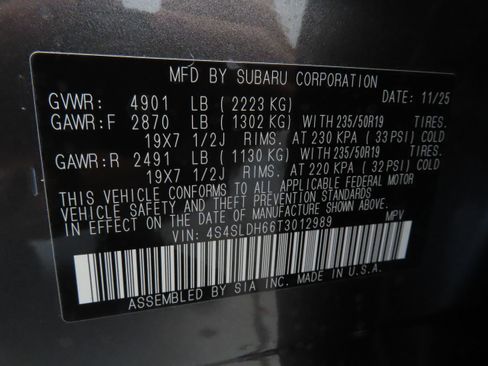 MFD BY SUBARU CORPORATION
DATE: 11/25
GVWR: 4901 LB (2223 KG)
GAWR:F 2870 LB (1302 KG) WITH 235/50R19 TIRES.
19X7 1/2J RIMS. AT 230 KPA (33 PSI) COLD
GAWR:R 2491 LB (1130 KG) WITH 235/50R19 TIRES.
19X7 1/2J RIMS. AT 220 KPA (32 PSI) COLD
THIS VEHICLE CONFORMS TO ALL APPLICABLE FEDERAL MOTOR
VEHICLE SAFETY AND THEFT PREVENTION STANDARDS
IN EFFECT ON THE DATE OF MANUFACTURE SHOWN ABOVE.
VIN: 4S4SLDH66T3012989 MPV
ASSEMBLED BY SIA INC. MADE IN U.S.A.